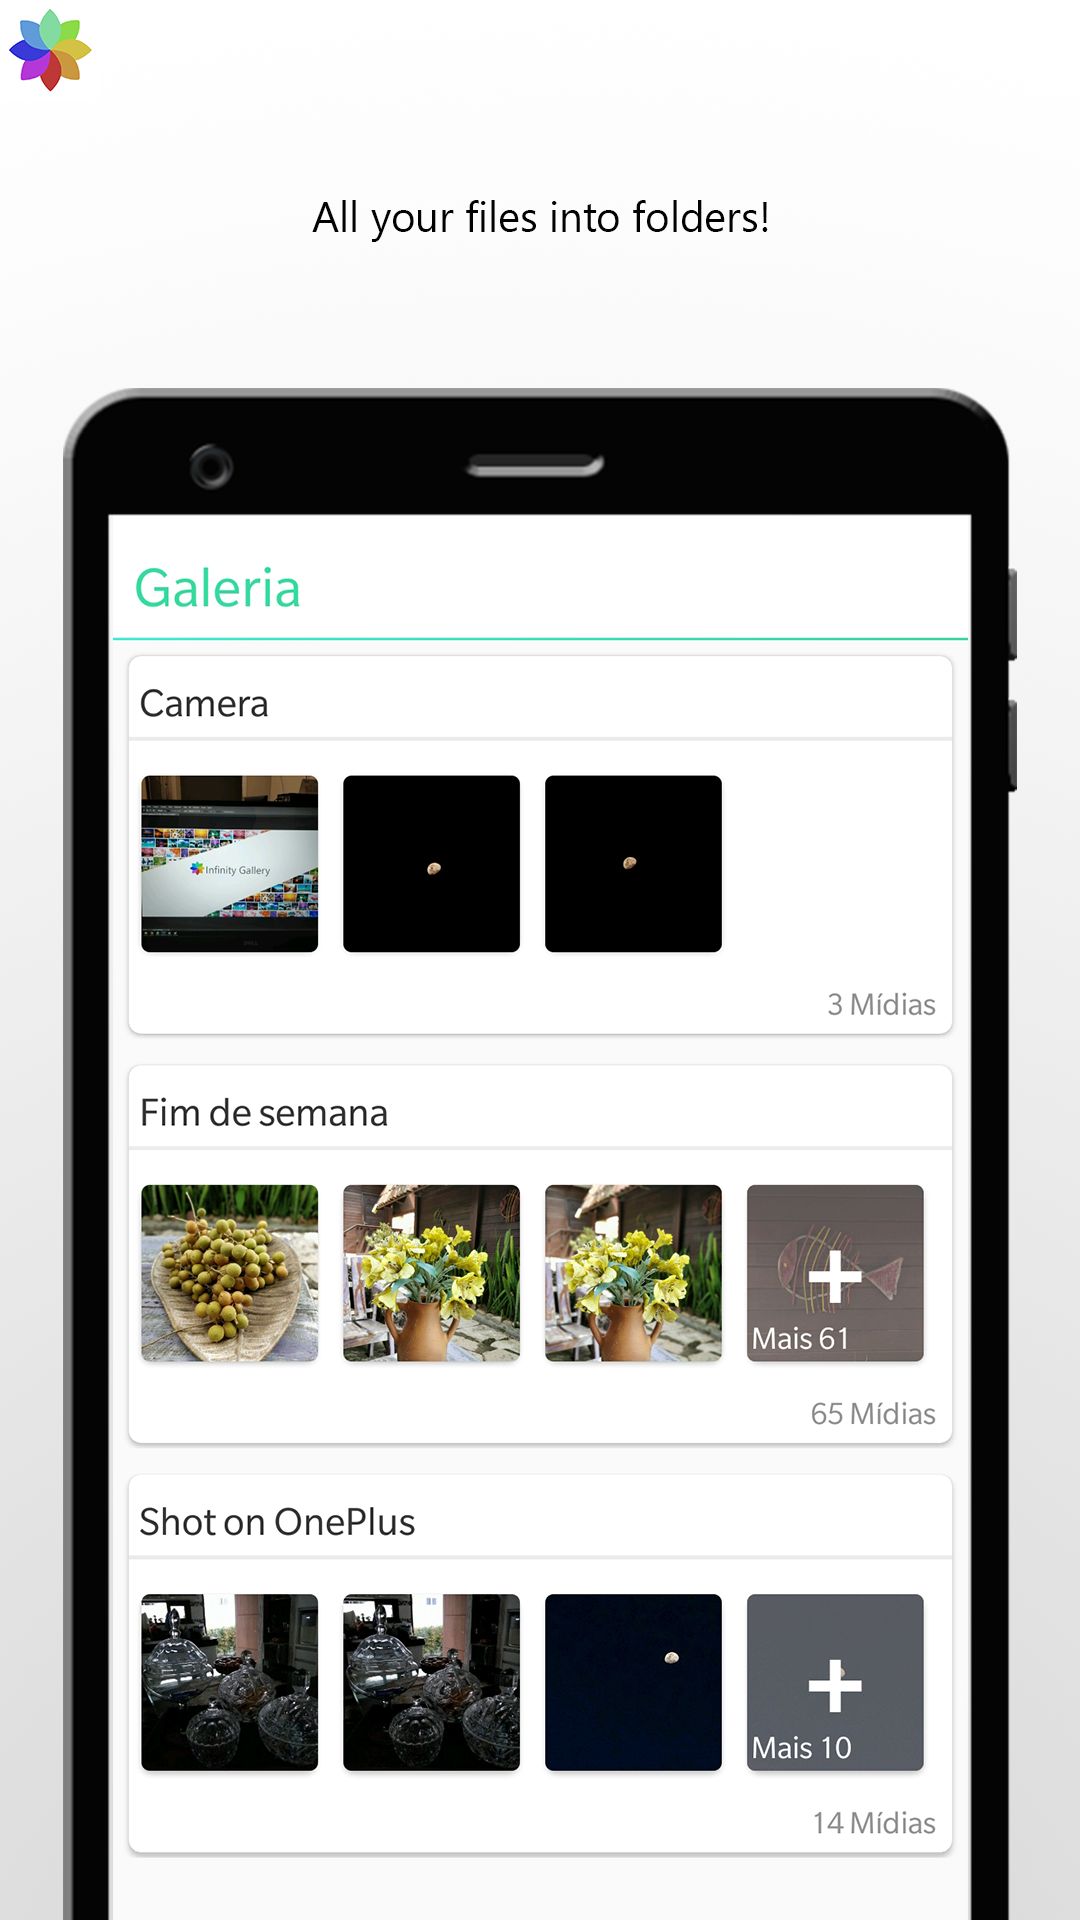 All your files into folders!
Galeria
Camera
Infinity Gallery
3 Mídias
Fim de semana
Mais 61
65 Mídias
Shot on OnePlus
Mais 10
14 Mídias